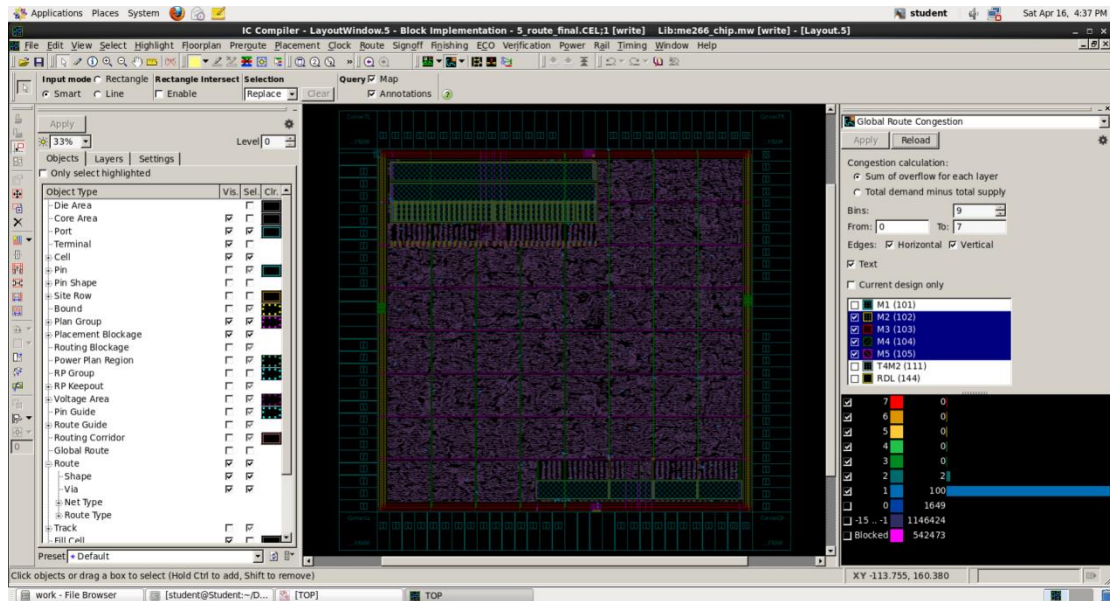 Applications Places System student Sat Apr 16, 4:37 PM
IC Compiler - LayoutWindow.5 - Block Implementation - 5_route_final.CEL;1 [write] Lib:me266_chip.mw [write] - [Layout.5]
File Edit View Select Highlight Floorplan Preroute Placement Clock Route Signoff Finishing ECO Verification Power Rail Timing Window Help
Input mode Rectangle Rectangle Intersect Selection Query Map
Smart Line Enable Replace Clear Annotations
Apply
33% Level 0
Objects Layers Settings
Only select highlighted
Object Type Vis. Sel. Clr.
Die Area
Core Area
Port
Terminal
Cell
Pin
Pin Shape
Site Row
Bound
Plan Group
Placement Blockage
Routing Blockage
Power Plan Region
RP Group
RP Keepout
Voltage Area
Pin Guide
Route Guide
Routing Corridor
Global Route
Route
Shape
Via
Net Type
Route Type
Track
Fill Cell
Preset Default
0
Global Route Congestion
Apply Reload
Congestion calculation:
Sum of overflow for each layer
Total demand minus total supply
Bins: 9
From: 0 To: 7
Edges: Horizontal Vertical
Text
Current design only
M1 (101)
M2 (102)
M3 (103)
M4 (104)
M5 (105)
T4M2 (111)
RDL (144)
7 0
6 0
5 0
4 0
3 0
2 2
1 100
0 1649
-15 .. -1 1146424
Blocked 542473
Click objects or drag a box to select (Hold Ctrl to add, Shift to remove) XY -113.755, 160.380
work - File Browser [student@Student:~/D... [TOP] TOP